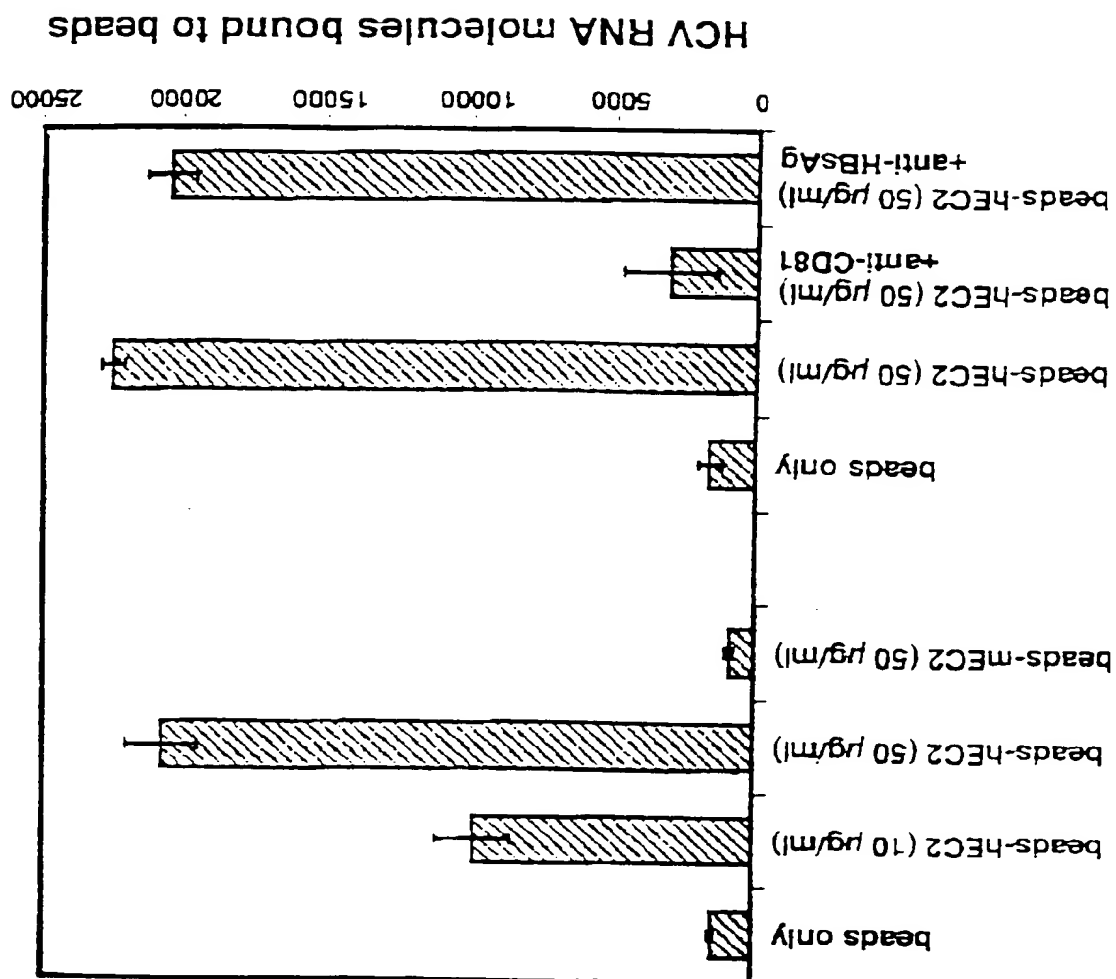 beads only
beads-hEC2 (10 µg/ml)
beads-hEC2 (50 µg/ml)
beads-mEC2 (50 µg/ml)
beads only
beads-hEC2 (50 µg/ml)
beads-hEC2 (50 µg/ml)
+anti-CD81
beads-hEC2 (50 µg/ml)
+anti-HBsAg
0 5000 10000 15000 20000 25000
HCV RNA molecules bound to beads